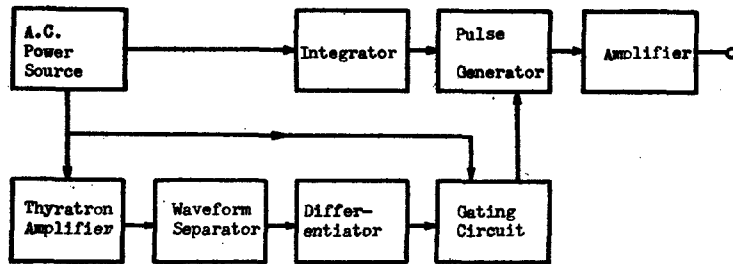 A.C.
Power
Source
Integrator
Pulse
Generator
Amplifier
Thyratron
Amplifier
Waveform
Separator
Differ-
entiator
Gating
Circuit